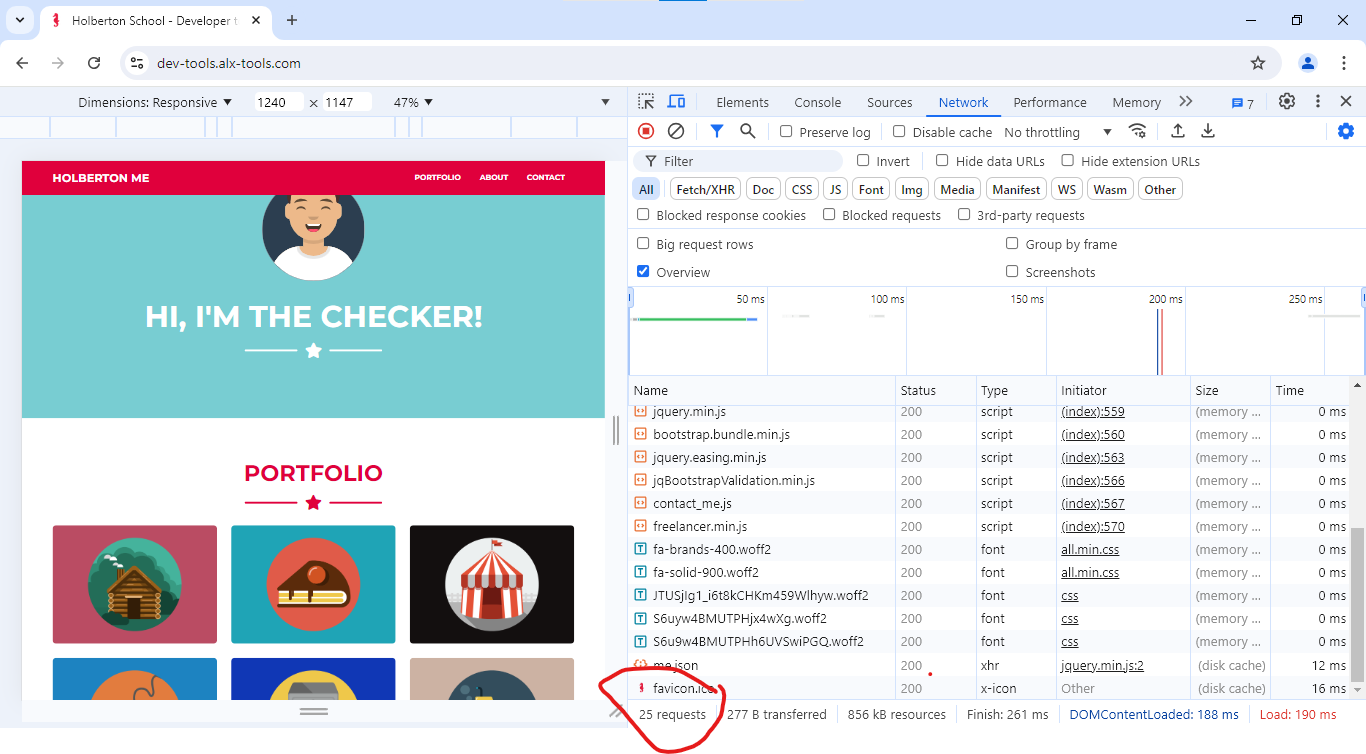 Holberton School - Developer t
dev-tools.alx-tools.com
Dimensions: Responsive 1240 × 1147 47%
Elements Console Sources Network Performance Memory 7
Preserve log Disable cache No throttling
Filter Invert Hide data URLs Hide extension URLs
All Fetch/XHR Doc CSS JS Font Img Media Manifest WS Wasm Other
Blocked response cookies Blocked requests 3rd-party requests
Big request rows Group by frame
Overview Screenshots
50 ms 100 ms 150 ms 200 ms 250 ms
Name Status Type Initiator Size Time
jquery.min.js 200 script (index):559 (memory ... 0 ms
bootstrap.bundle.min.js 200 script (index):560 (memory ... 0 ms
jquery.easing.min.js 200 script (index):563 (memory ... 0 ms
jqBootstrapValidation.min.js 200 script (index):566 (memory ... 0 ms
contact_me.js 200 script (index):567 (memory ... 0 ms
freelancer.min.js 200 script (index):570 (memory ... 0 ms
fa-brands-400.woff2 200 font all.min.css (memory ... 0 ms
fa-solid-900.woff2 200 font all.min.css (memory ... 0 ms
JTUSjIg1_i6t8kCHKm459Wlhyw.woff2 200 font css (memory ... 0 ms
S6uyw4BMUTPHjx4wXg.woff2 200 font css (memory ... 0 ms
S6u9w4BMUTPHh6UVSwiPGQ.woff2 200 font css (memory ... 0 ms
me.json 200 xhr jquery.min.js:2 (disk cache) 12 ms
favicon.ico 200 x-icon Other (disk cache) 16 ms
25 requests 277 B transferred 856 kB resources Finish: 261 ms DOMContentLoaded: 188 ms Load: 190 ms
HOLBERTON ME PORTFOLIO ABOUT CONTACT
HI, I'M THE CHECKER!
PORTFOLIO